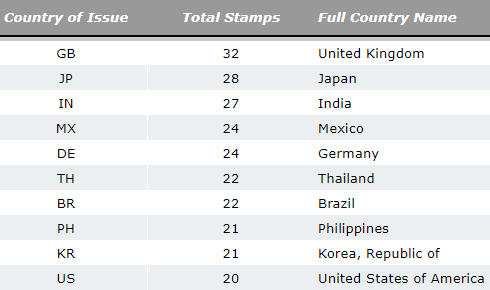 Country of Issue Total Stamps Full Country Name
GB 32 United Kingdom
JP 28 Japan
IN 27 India
MX 24 Mexico
DE 24 Germany
TH 22 Thailand
BR 22 Brazil
PH 21 Philippines
KR 21 Korea, Republic of
US 20 United States of America